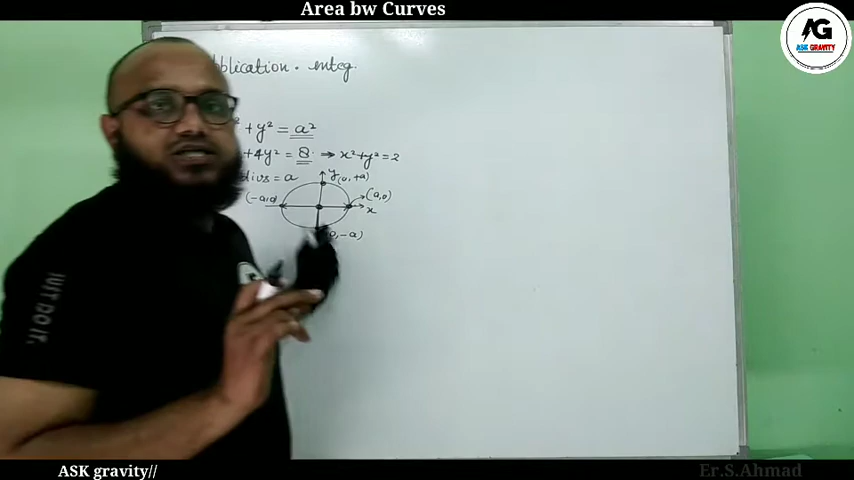 Area bw Curves
AG
ASK GRAVITY
pplication. integ.
² + y² = a²
+ 4y² = 8. ⇒ x²+y² = 2
dius = a
y (0, +a)
(-a,0) (a,0)
x
, -a)
JUST DO IT.
ASK gravity//
Er.S.Ahmad